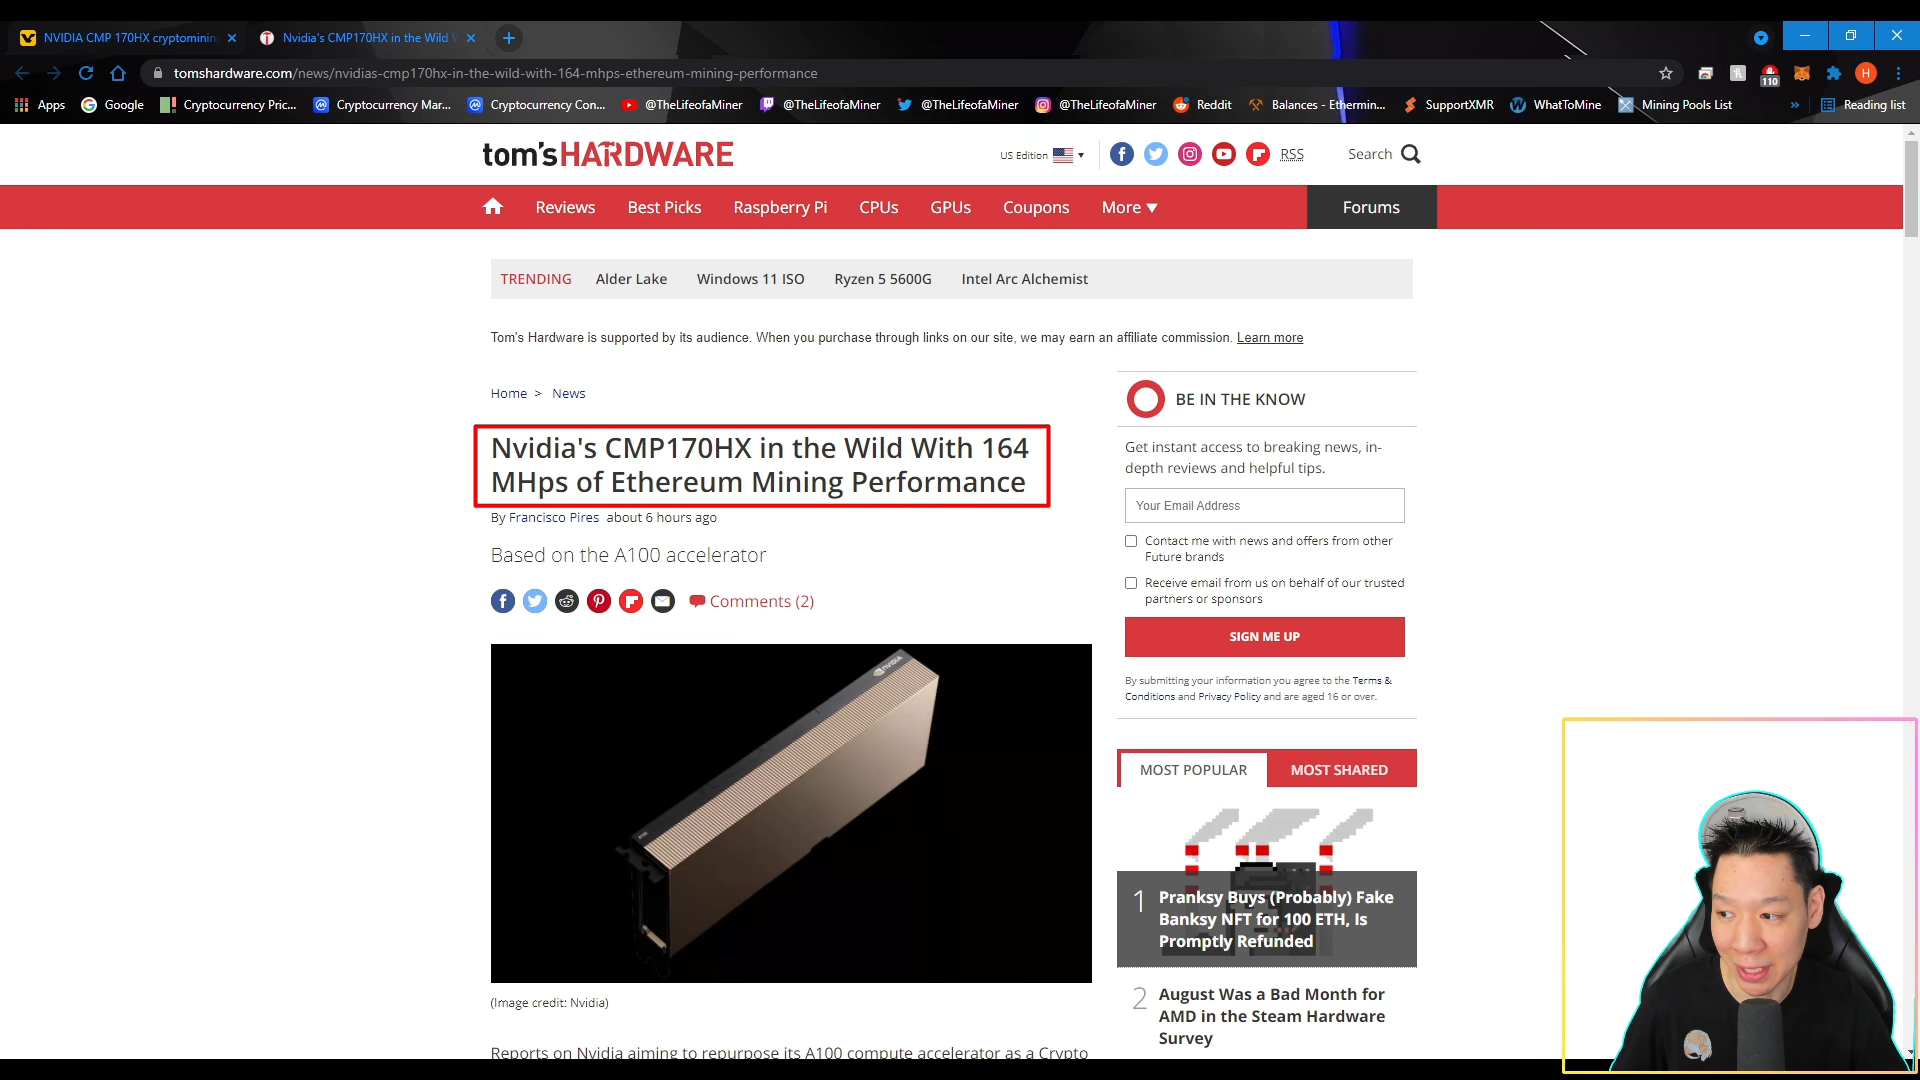 NVIDIA CMP 170HX cryptominin
Nvidia's CMP170HX in the Wild
tomshardware.com/news/nvidias-cmp170hx-in-the-wild-with-164-mhps-ethereum-mining-performance
110
H
Apps
Google
Cryptocurrency Pric...
Cryptocurrency Mar...
Cryptocurrency Con...
@TheLifeofaMiner
@TheLifeofaMiner
@TheLifeofaMiner
@TheLifeofaMiner
Reddit
Balances - Ethermin...
SupportXMR
WhatToMine
Mining Pools List
»
Reading list
tom'sHARDWARE
US Edition
RSS
Search
Reviews
Best Picks
Raspberry Pi
CPUs
GPUs
Coupons
More ▼
Forums
TRENDING
Alder Lake
Windows 11 ISO
Ryzen 5 5600G
Intel Arc Alchemist
Tom's Hardware is supported by its audience. When you purchase through links on our site, we may earn an affiliate commission. Learn more
Home > News
Nvidia's CMP170HX in the Wild With 164
MHps of Ethereum Mining Performance
By Francisco Pires about 6 hours ago
Based on the A100 accelerator
Comments (2)
NVIDIA
(Image credit: Nvidia)
Reports on Nvidia aiming to repurpose its A100 compute accelerator as a Crypto
BE IN THE KNOW
Get instant access to breaking news, in-
depth reviews and helpful tips.
Your Email Address
Contact me with news and offers from other
Future brands
Receive email from us on behalf of our trusted
partners or sponsors
SIGN ME UP
By submitting your information you agree to the Terms &
Conditions and Privacy Policy and are aged 16 or over.
MOST POPULAR
MOST SHARED
1
Pranksy Buys (Probably) Fake
Banksy NFT for 100 ETH, Is
Promptly Refunded
2
August Was a Bad Month for
AMD in the Steam Hardware
Survey